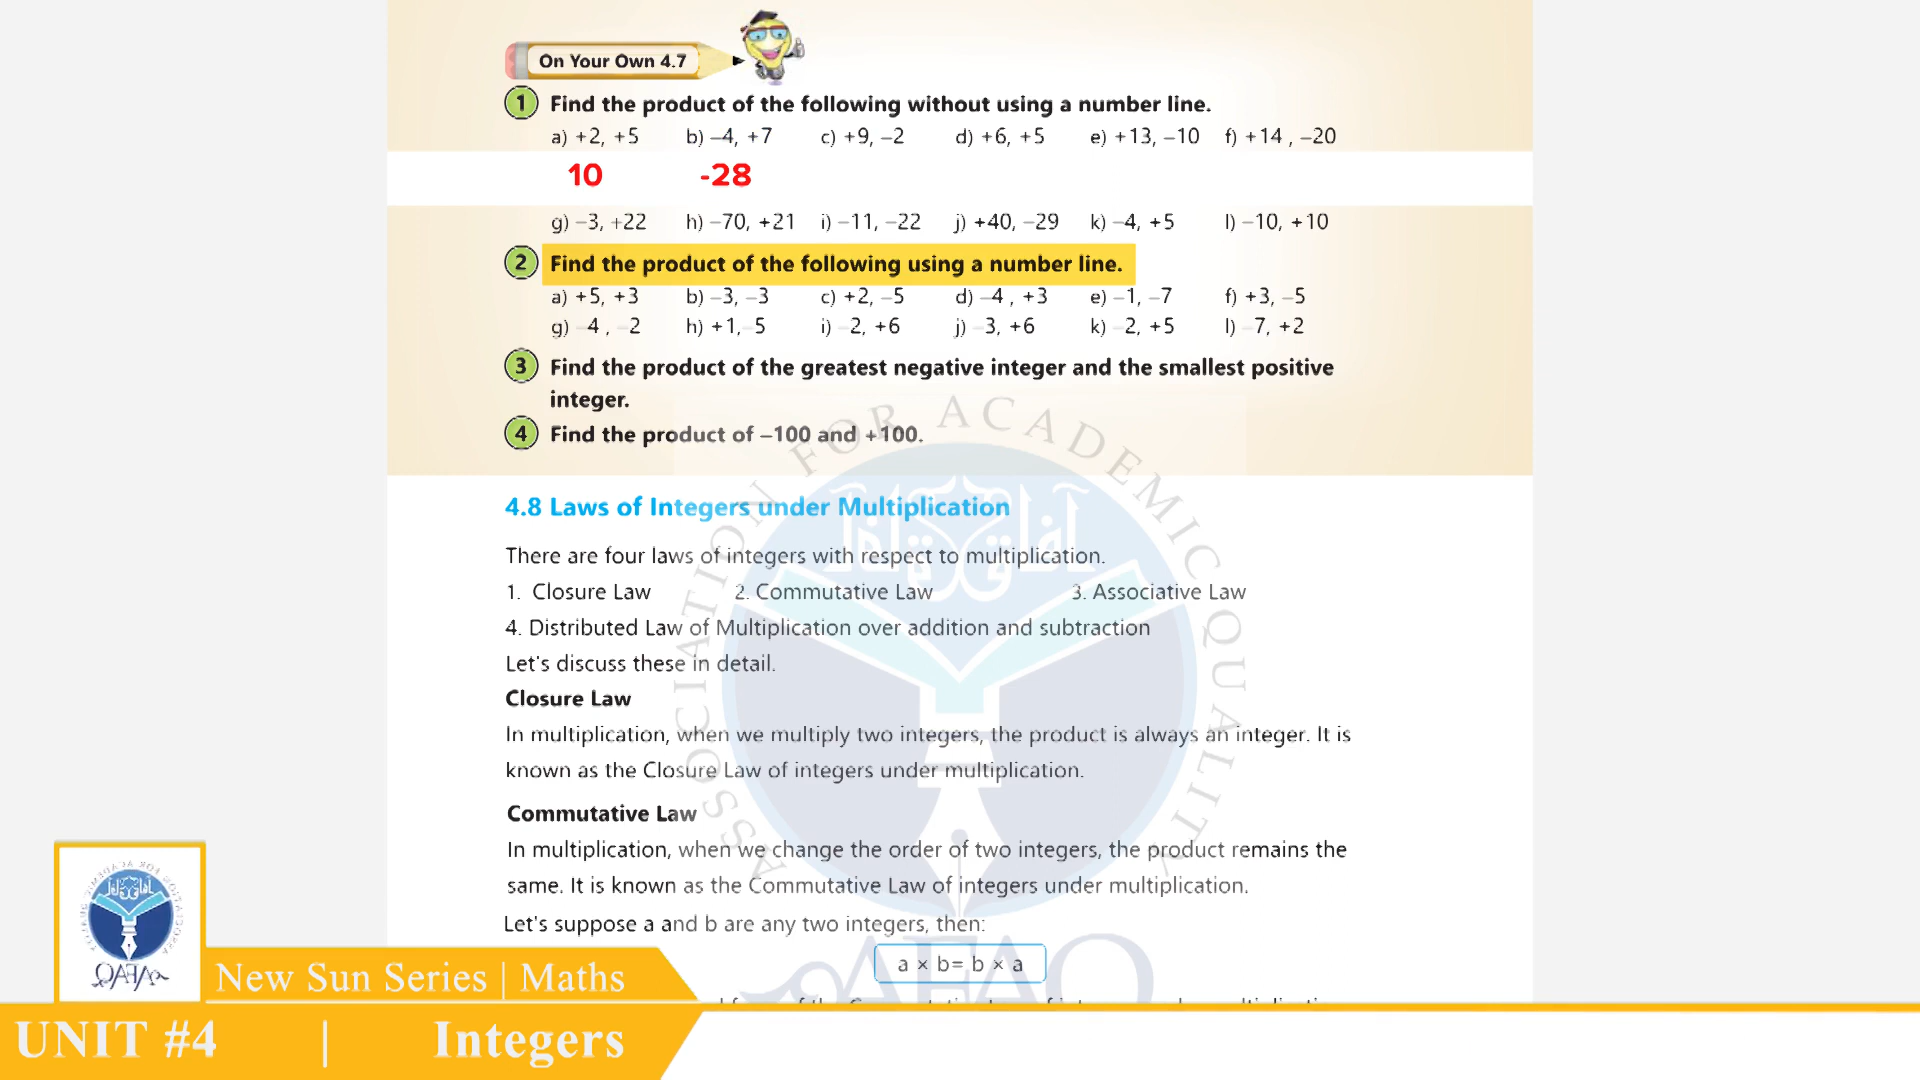 On Your Own 4.7
1 Find the product of the following without using a number line.
a) +2, +5 b) –4, +7 c) +9, –2 d) +6, +5 e) +13, –10 f) +14 , –20
10 -28
g) –3, +22 h) –70, +21 i) –11, –22 j) +40, –29 k) –4, +5 l) –10, +10
2 Find the product of the following using a number line.
a) +5, +3 b) –3, –3 c) +2, –5 d) –4 , +3 e) –1, –7 f) +3, –5
g) –4 , –2 h) +1,–5 i) –2, +6 j) –3, +6 k) –2, +5 l) –7, +2
3 Find the product of the greatest negative integer and the smallest positive
integer.
4 Find the product of –100 and +100.
4.8 Laws of Integers under Multiplication
There are four laws of integers with respect to multiplication.
1. Closure Law 2. Commutative Law 3. Associative Law
4. Distributed Law of Multiplication over addition and subtraction
Let's discuss these in detail.
Closure Law
In multiplication, when we multiply two integers, the product is always an integer. It is
known as the Closure Law of integers under multiplication.
Commutative Law
In multiplication, when we change the order of two integers, the product remains the
same. It is known as the Commutative Law of integers under multiplication.
Let's suppose a and b are any two integers, then:
a × b= b × a
ASSOCIATION FOR ACADEMIC QUALITY
AFAQ
New Sun Series | Maths
UNIT #4 | Integers